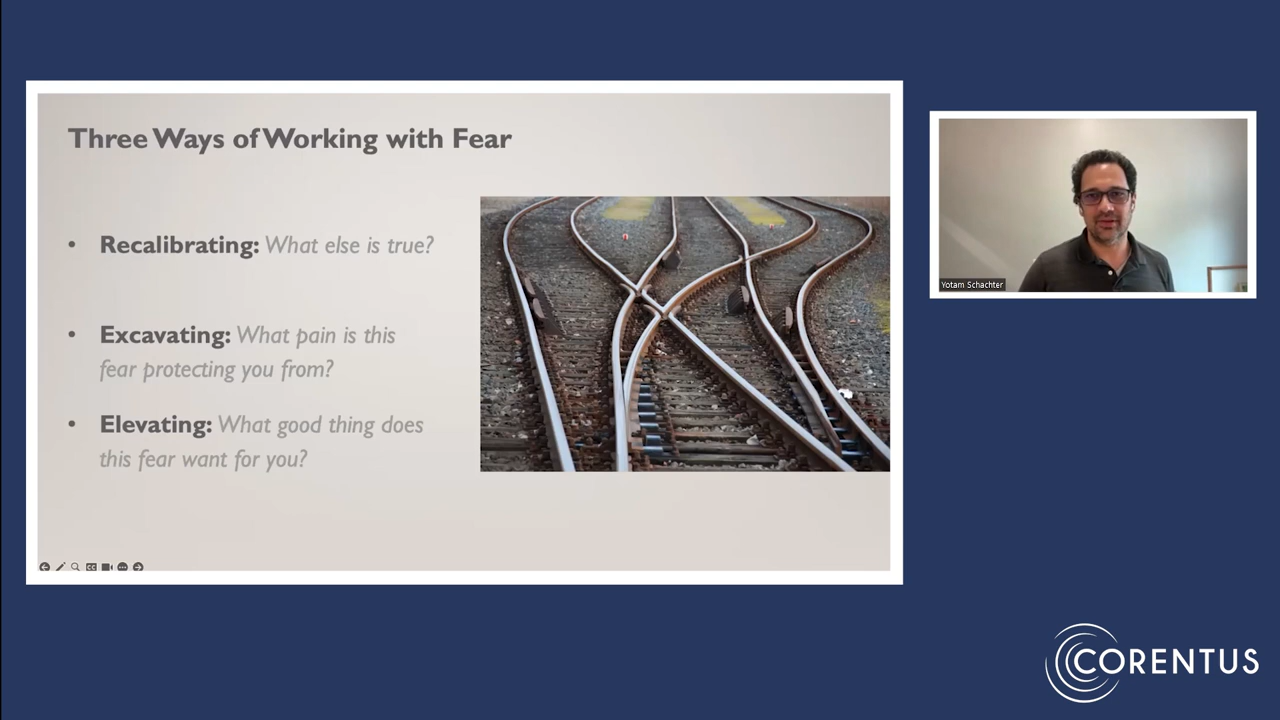 Three Ways of Working with Fear
• Recalibrating: What else is true?
• Excavating: What pain is this
fear protecting you from?
• Elevating: What good thing does
this fear want for you?
Yotam Schachter
CORENTUS